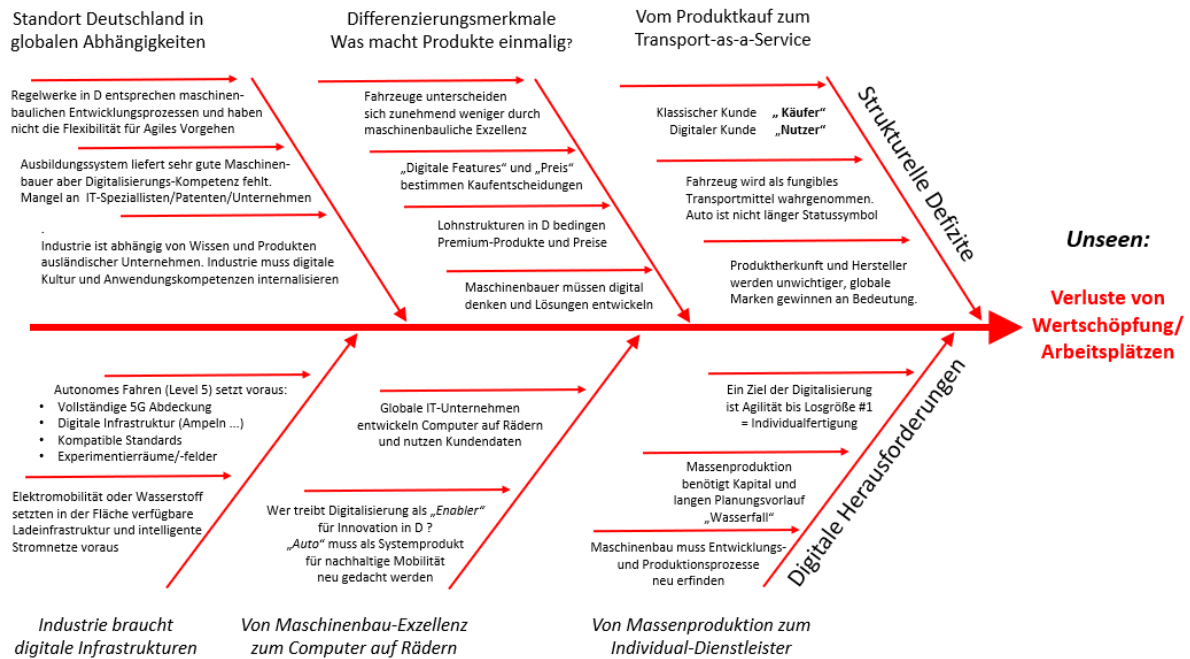 Standort Deutschland in
globalen Abhängigkeiten
Regelwerke in D entsprechen maschinen-
baulichen Entwicklungsprozessen und haben
nicht die Flexibilität für Agiles Vorgehen
Ausbildungssystem liefert sehr gute Maschinen-
bauer aber Digitalisierungs-Kompetenz fehlt.
Mangel an IT-Speziallisten/Patenten/Unternehmen
.
Industrie ist abhängig von Wissen und Produkten
ausländischer Unternehmen. Industrie muss digitale
Kultur und Anwendungskompetenzen internalisieren
Differenzierungsmerkmale
Was macht Produkte einmalig?
Fahrzeuge unterscheiden
sich zunehmend weniger durch
maschinenbauliche Exzellenz
„Digitale Features“ und „Preis“
bestimmen Kaufentscheidungen
Lohnstrukturen in D bedingen
Premium-Produkte und Preise
Maschinenbauer müssen digital
denken und Lösungen entwickeln
Vom Produktkauf zum
Transport-as-a-Service
Klassischer Kunde „ Käufer“
Digitaler Kunde „Nutzer“
Fahrzeug wird als fungibles
Transportmittel wahrgenommen.
Auto ist nicht länger Statussymbol
Produktherkunft und Hersteller
werden unwichtiger, globale
Marken gewinnen an Bedeutung.
Strukturelle Defizite
Unseen:
Verluste von
Wertschöpfung/
Arbeitsplätzen
Autonomes Fahren (Level 5) setzt voraus:
• Vollständige 5G Abdeckung
• Digitale Infrastruktur (Ampeln ...)
• Kompatible Standards
• Experimentierräume/-felder
Elektromobilität oder Wasserstoff
setzten in der Fläche verfügbare
Ladeinfrastruktur und intelligente
Stromnetze voraus
Industrie braucht
digitale Infrastrukturen
Globale IT-Unternehmen
entwickeln Computer auf Rädern
und nutzen Kundendaten
Wer treibt Digitalisierung als „Enabler“
für Innovation in D ?
„Auto“ muss als Systemprodukt
für nachhaltige Mobilität
neu gedacht werden
Von Maschinenbau-Exzellenz
zum Computer auf Rädern
Ein Ziel der Digitalisierung
ist Agilität bis Losgröße #1
= Individualfertigung
Massenproduktion
benötigt Kapital und
langen Planungsvorlauf
„Wasserfall“
Maschinenbau muss Entwicklungs-
und Produktionsprozesse
neu erfinden
Von Massenproduktion zum
Individual-Dienstleister
Digitale Herausforderungen